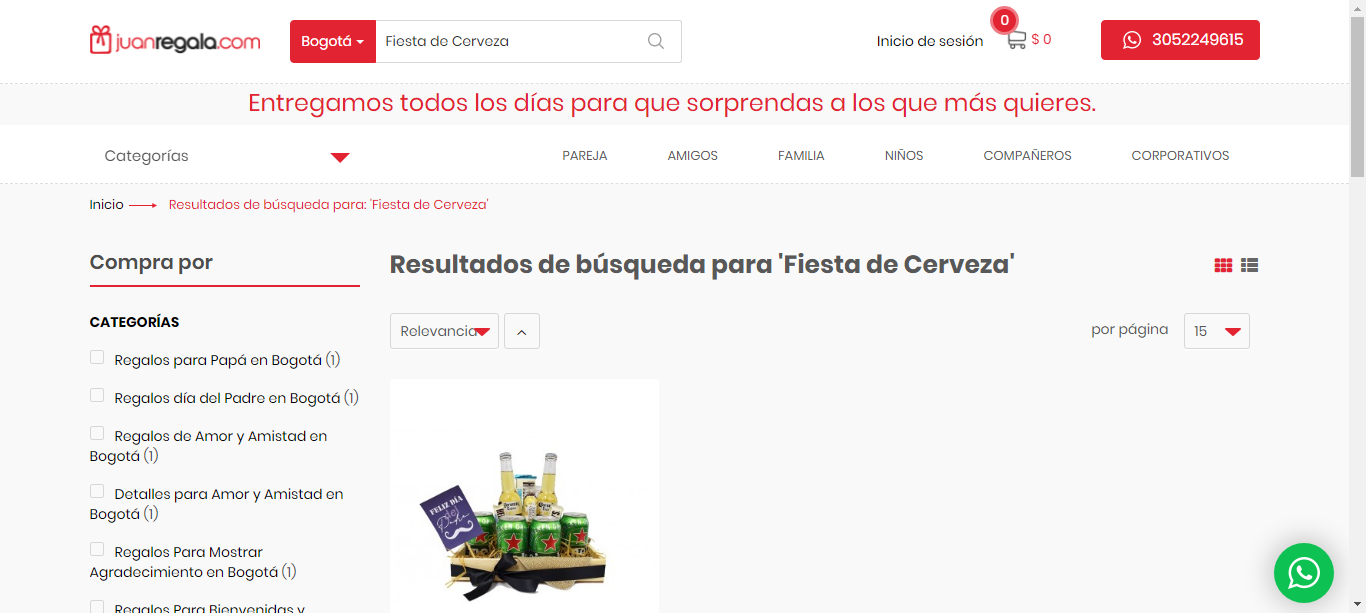 juanregala.com
Bogotá
Fiesta de Cerveza
Inicio de sesión
0
$ 0
3052249615
Entregamos todos los días para que sorprendas a los que más quieres.
Categorías
PAREJA
AMIGOS
FAMILIA
NIÑOS
COMPAÑEROS
CORPORATIVOS
Inicio
Resultados de búsqueda para: 'Fiesta de Cerveza'
Compra por
CATEGORÍAS
Regalos para Papá en Bogotá (1)
Regalos día del Padre en Bogotá (1)
Regalos de Amor y Amistad en
Bogotá (1)
Detalles para Amor y Amistad en
Bogotá (1)
Regalos Para Mostrar
Agradecimiento en Bogotá (1)
Regalos Para Bienvenidas y
Resultados de búsqueda para 'Fiesta de Cerveza'
Relevancia
por página
15
FELIZ DÍA